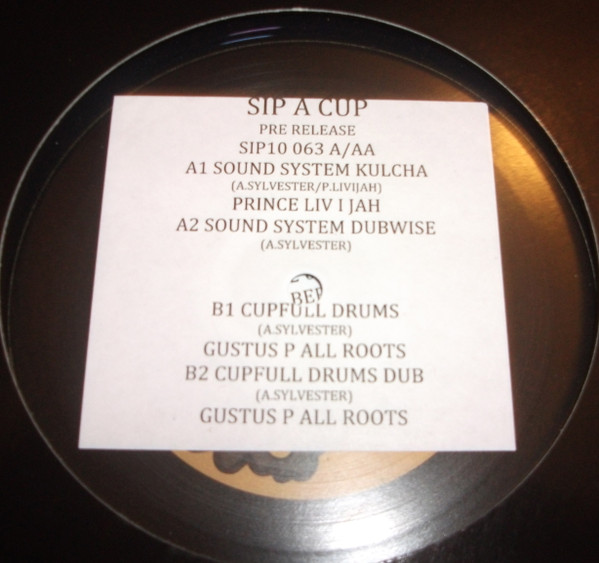 SIP A CUP
PRE RELEASE
SIP10 063 A/AA
A1 SOUND SYSTEM KULCHA
(A.SYLVESTER/P.LIVIJAH)
PRINCE LIV I JAH
A2 SOUND SYSTEM DUBWISE
(A.SYLVESTER)
B1 CUPFULL DRUMS
(A.SYLVESTER)
GUSTUS P ALL ROOTS
B2 CUPFULL DRUMS DUB
(A.SYLVESTER)
GUSTUS P ALL ROOTS